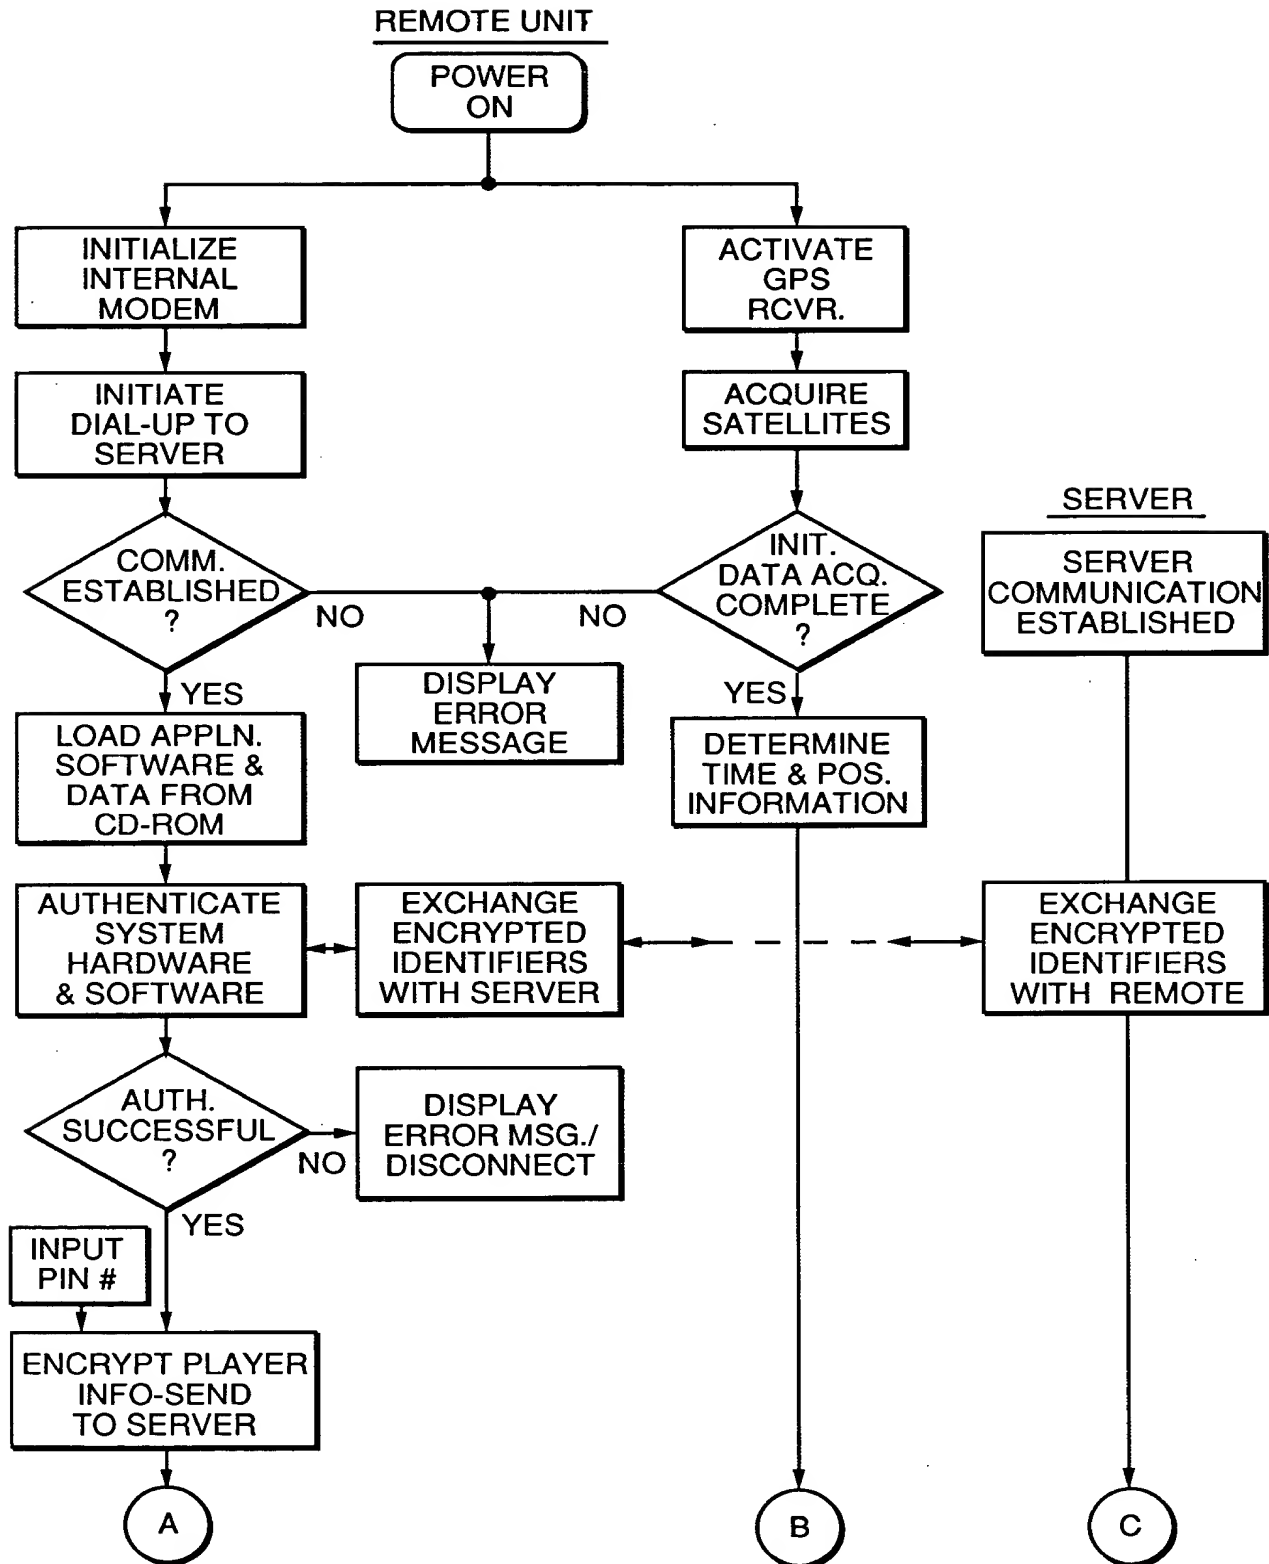 REMOTE UNIT
POWER
ON
INITIALIZE
INTERNAL
MODEM
ACTIVATE
GPS
RCVR.
INITIATE
DIAL-UP TO
SERVER
ACQUIRE
SATELLITES
SERVER
COMM.
ESTABLISHED
?
NO
INIT.
DATA ACQ.
COMPLETE
?
NO
SERVER
COMMUNICATION
ESTABLISHED
YES
DISPLAY
ERROR
MESSAGE
YES
LOAD APPLN.
SOFTWARE &
DATA FROM
CD-ROM
DETERMINE
TIME & POS.
INFORMATION
AUTHENTICATE
SYSTEM
HARDWARE
& SOFTWARE
EXCHANGE
ENCRYPTED
IDENTIFIERS
WITH SERVER
EXCHANGE
ENCRYPTED
IDENTIFIERS
WITH REMOTE
AUTH.
SUCCESSFUL
?
NO
DISPLAY
ERROR MSG./
DISCONNECT
YES
INPUT
PIN #
ENCRYPT PLAYER
INFO-SEND
TO SERVER
A
B
C